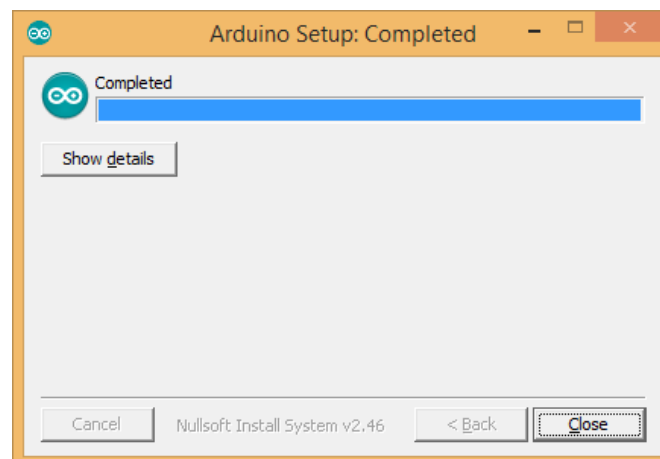 Arduino Setup: Completed
Completed
Show details
Cancel
Nullsoft Install System v2.46
< Back
Close